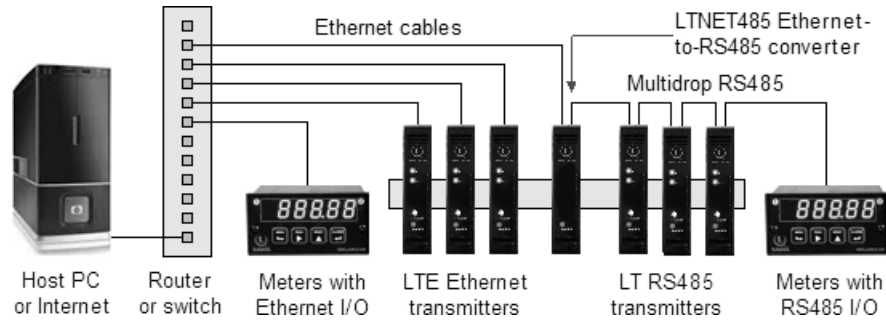 Ethernet cables
LTNET485 Ethernet-
to-RS485 converter
Multidrop RS485
888.88
888.88
Host PC
or Internet
Router
or switch
Meters with
Ethernet I/O
LTE Ethernet
transmitters
LT RS485
transmitters
Meters with
RS485 I/O